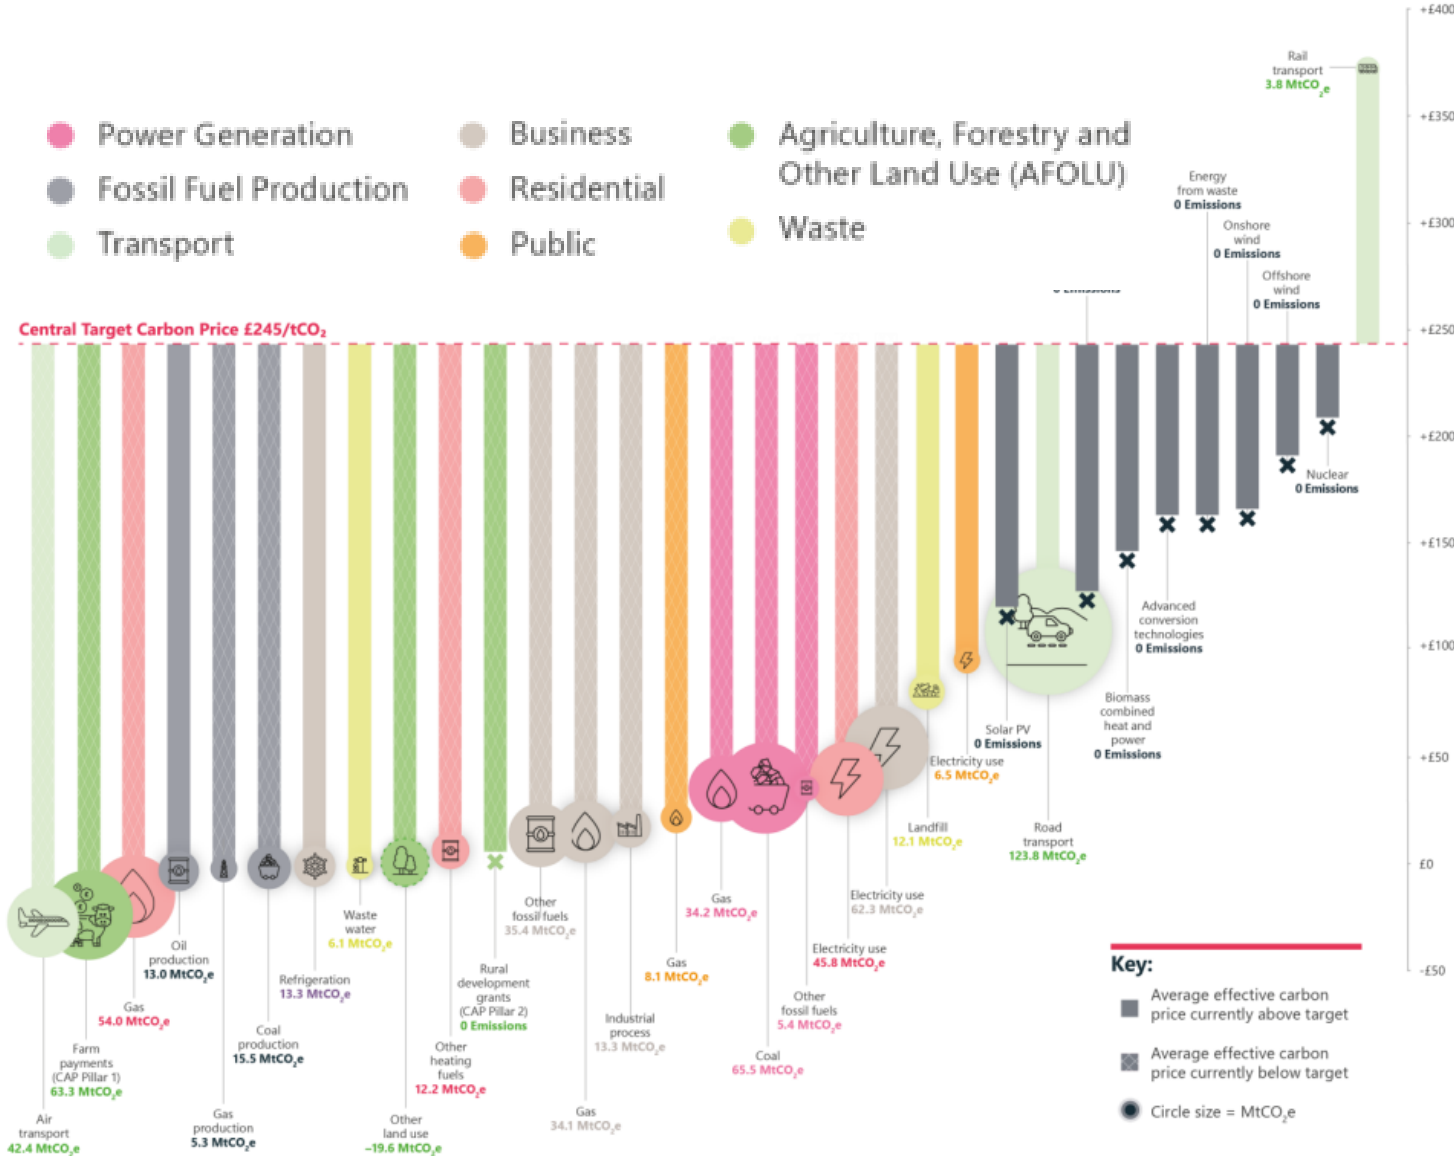 +£400
Rail
transport
3.8 MtCO₂e
Power Generation
Business
Agriculture, Forestry and
Other Land Use (AFOLU)
Fossil Fuel Production
Residential
Transport
Public
Waste
+£350
Energy
from waste
0 Emissions
+£300
Onshore
wind
0 Emissions
Offshore
wind
0 Emissions
0 Emissions
Central Target Carbon Price £245/tCO₂
+£250
+£200
Nuclear
0 Emissions
+£150
Advanced
conversion
technologies
0 Emissions
+£100
Biomass
combined
heat and
power
0 Emissions
Solar PV
0 Emissions
+£50
Electricity use
6.5 MtCO₂e
Landfill
12.1 MtCO₂e
Road
transport
123.8 MtCO₂e
£0
Electricity use
62.3 MtCO₂e
Gas
34.2 MtCO₂e
Other
fossil fuels
35.4 MtCO₂e
Waste
water
6.1 MtCO₂e
Oil
production
13.0 MtCO₂e
Electricity use
45.8 MtCO₂e
Gas
8.1 MtCO₂e
Rural
development
grants
(CAP Pillar 2)
0 Emissions
Refrigeration
13.3 MtCO₂e
-£50
Other
fossil fuels
5.4 MtCO₂e
Gas
54.0 MtCO₂e
Industrial
process
13.3 MtCO₂e
Coal
production
15.5 MtCO₂e
Other
heating
fuels
12.2 MtCO₂e
Farm
payments
(CAP Pillar 1)
63.3 MtCO₂e
Coal
65.5 MtCO₂e
Gas
34.1 MtCO₂e
Gas
production
5.3 MtCO₂e
Other
land use
–19.6 MtCO₂e
Air
transport
42.4 MtCO₂e
Key:
Average effective carbon
price currently above target
Average effective carbon
price currently below target
Circle size = MtCO₂e